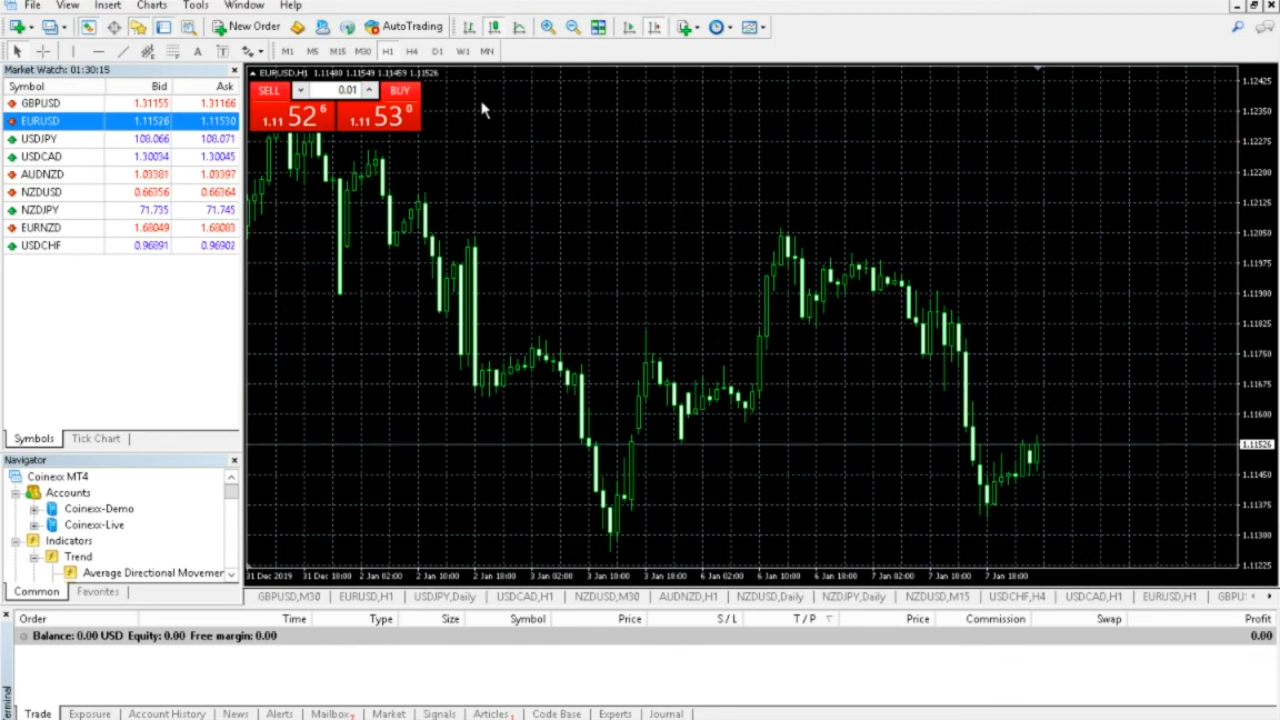 File View Insert Charts Tools Window Help
New Order AutoTrading
A T M1 M5 M15 M30 H1 H4 D1 W1 MN
Market Watch: 01:30:15
Symbol Bid Ask
GBPUSD 1.31155 1.31166
EURUSD 1.11526 1.11530
USDJPY 108.066 108.071
USDCAD 1.30034 1.30045
AUDNZD 1.03381 1.03397
NZDUSD 0.66356 0.66364
NZDJPY 71.735 71.745
EURNZD 1.68049 1.68083
USDCHF 0.96891 0.96902
Symbols Tick Chart
Navigator
Coinexx MT4
Accounts
Coinexx-Demo
Coinexx-Live
Indicators
Trend
Average Directional Movemer
Common Favorites
EURUSD,H1 1.11480 1.11549 1.11459 1.11526
SELL 0.01 BUY
1.11 52 6 1.11 53 0
1.12425
1.12350
1.12275
1.12200
1.12125
1.12050
1.11975
1.11900
1.11825
1.11750
1.11675
1.11600
1.11526
1.11450
1.11375
1.11300
1.11225
31 Dec 2019 31 Dec 18:00 2 Jan 02:00 2 Jan 10:00 2 Jan 18:00 3 Jan 02:00 3 Jan 10:00 3 Jan 18:00 6 Jan 02:00 6 Jan 10:00 6 Jan 18:00 7 Jan 02:00 7 Jan 10:00 7 Jan 18:00
GBPUSD,M30 EURUSD,H1 USDJPY,Daily USDCAD,H1 NZDUSD,M30 AUDNZD,H1 NZDUSD,Daily NZDJPY,Daily NZDUSD,M15 USDCHF,H4 USDCAD,H1 EURUSD,H1 GBPU:
Order Time Type Size Symbol Price S / L T / P Price Commission Swap Profit
Balance: 0.00 USD Equity: 0.00 Free margin: 0.00 0.00
Trade Exposure Account History News Alerts Mailbox 7 Market Signals Articles 1 Code Base Experts Journal